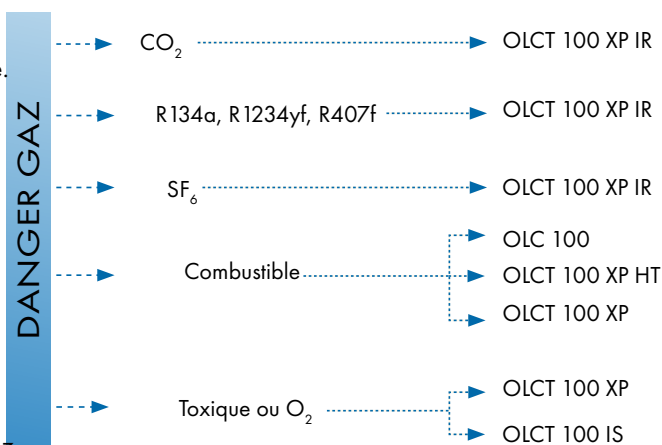 DANGER GAZ
e.
CO₂ OLCT 100 XP IR
R134a, R1234yf, R407f OLCT 100 XP IR
SF₆ OLCT 100 XP IR
Combustible
OLC 100
OLCT 100 XP HT
OLCT 100 XP
Toxique ou O₂
OLCT 100 XP
OLCT 100 IS